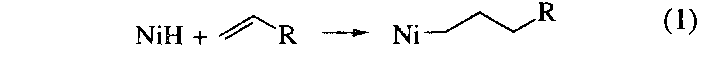 NiH + R → Ni R (1)